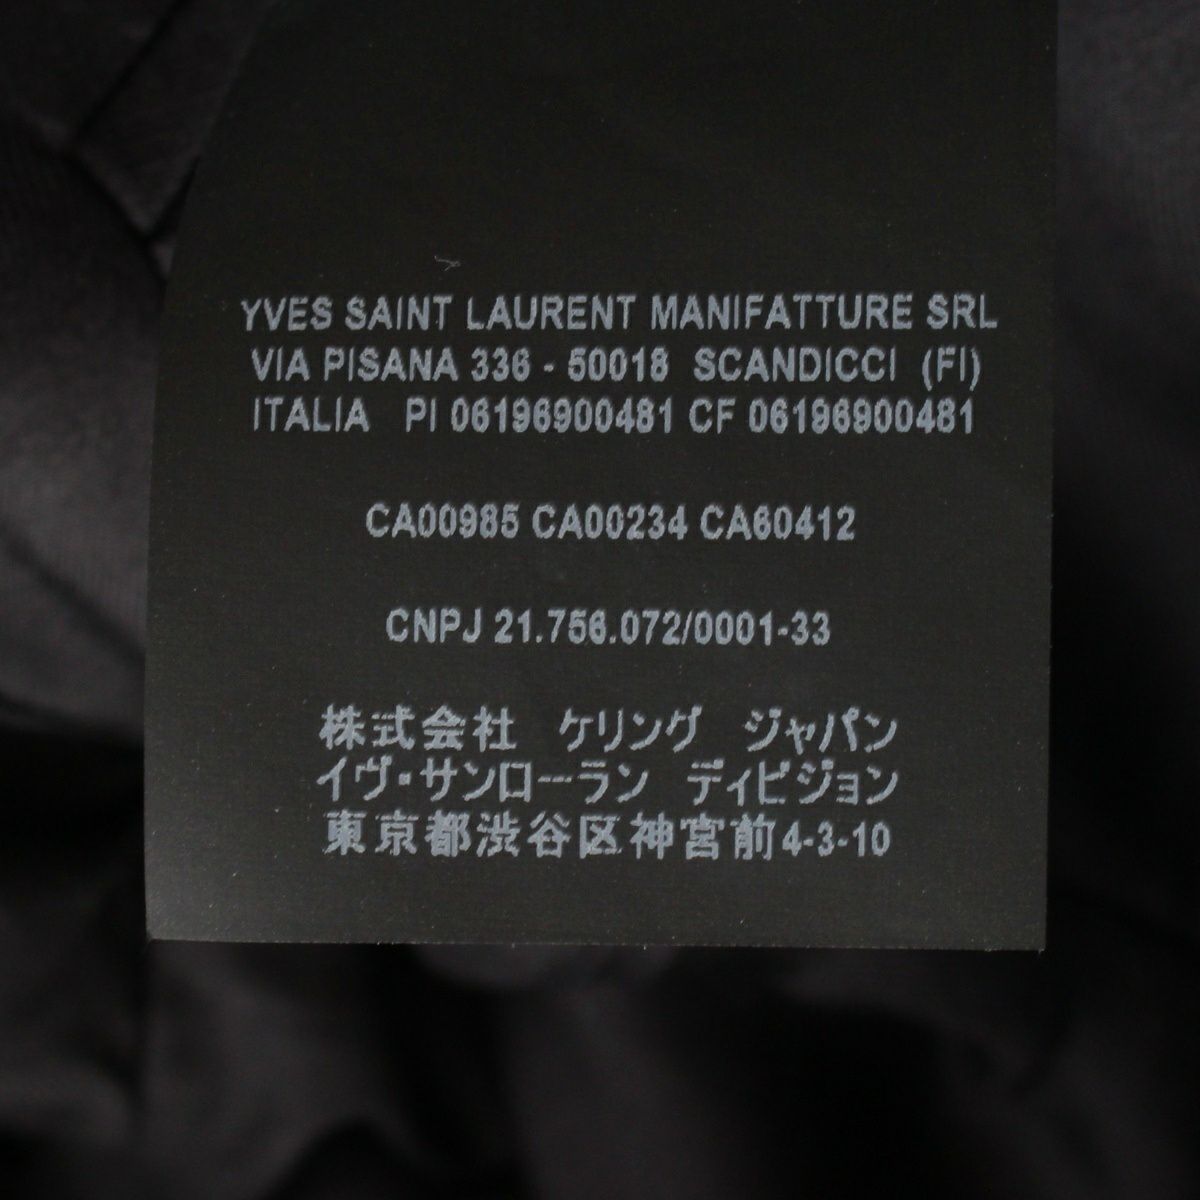 YVES SAINT LAURENT MANIFATTURE SRL
VIA PISANA 336 - 50018 SCANDICCI (FI)
ITALIA PI 06196900481 CF 06196900481
CA00985 CA00234 CA60412
CNPJ 21.756.072/0001-33
株式会社 ケリング ジャパン
イヴ・サンローラン ディビジョン
東京都渋谷区神宮前4-3-10